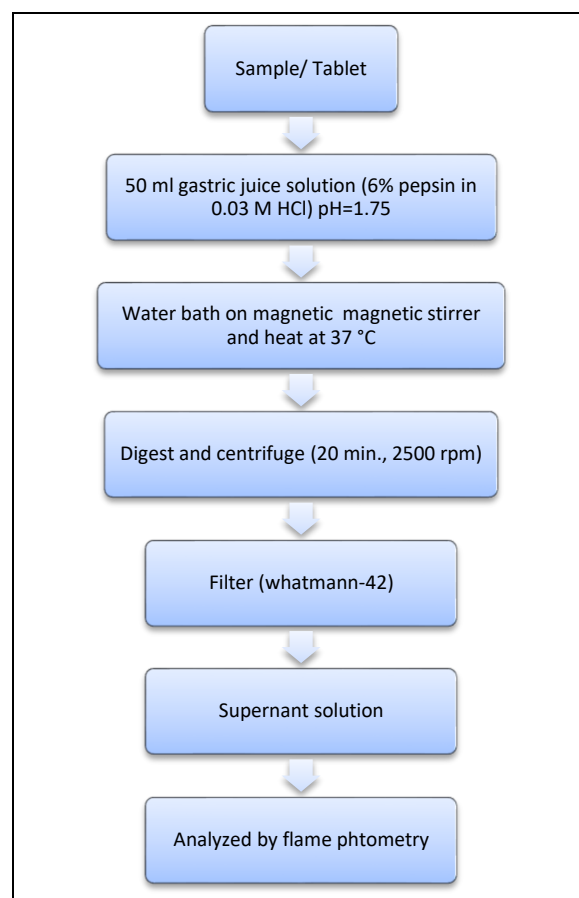 Sample/ Tablet
50 ml gastric juice solution (6% pepsin in
0.03 M HCl) pH=1.75
Water bath on magnetic  magnetic stirrer
and heat at 37 °C
Digest and centrifuge (20 min., 2500 rpm)
Filter (whatmann-42)
Supernant solution
Analyzed by flame phtometry